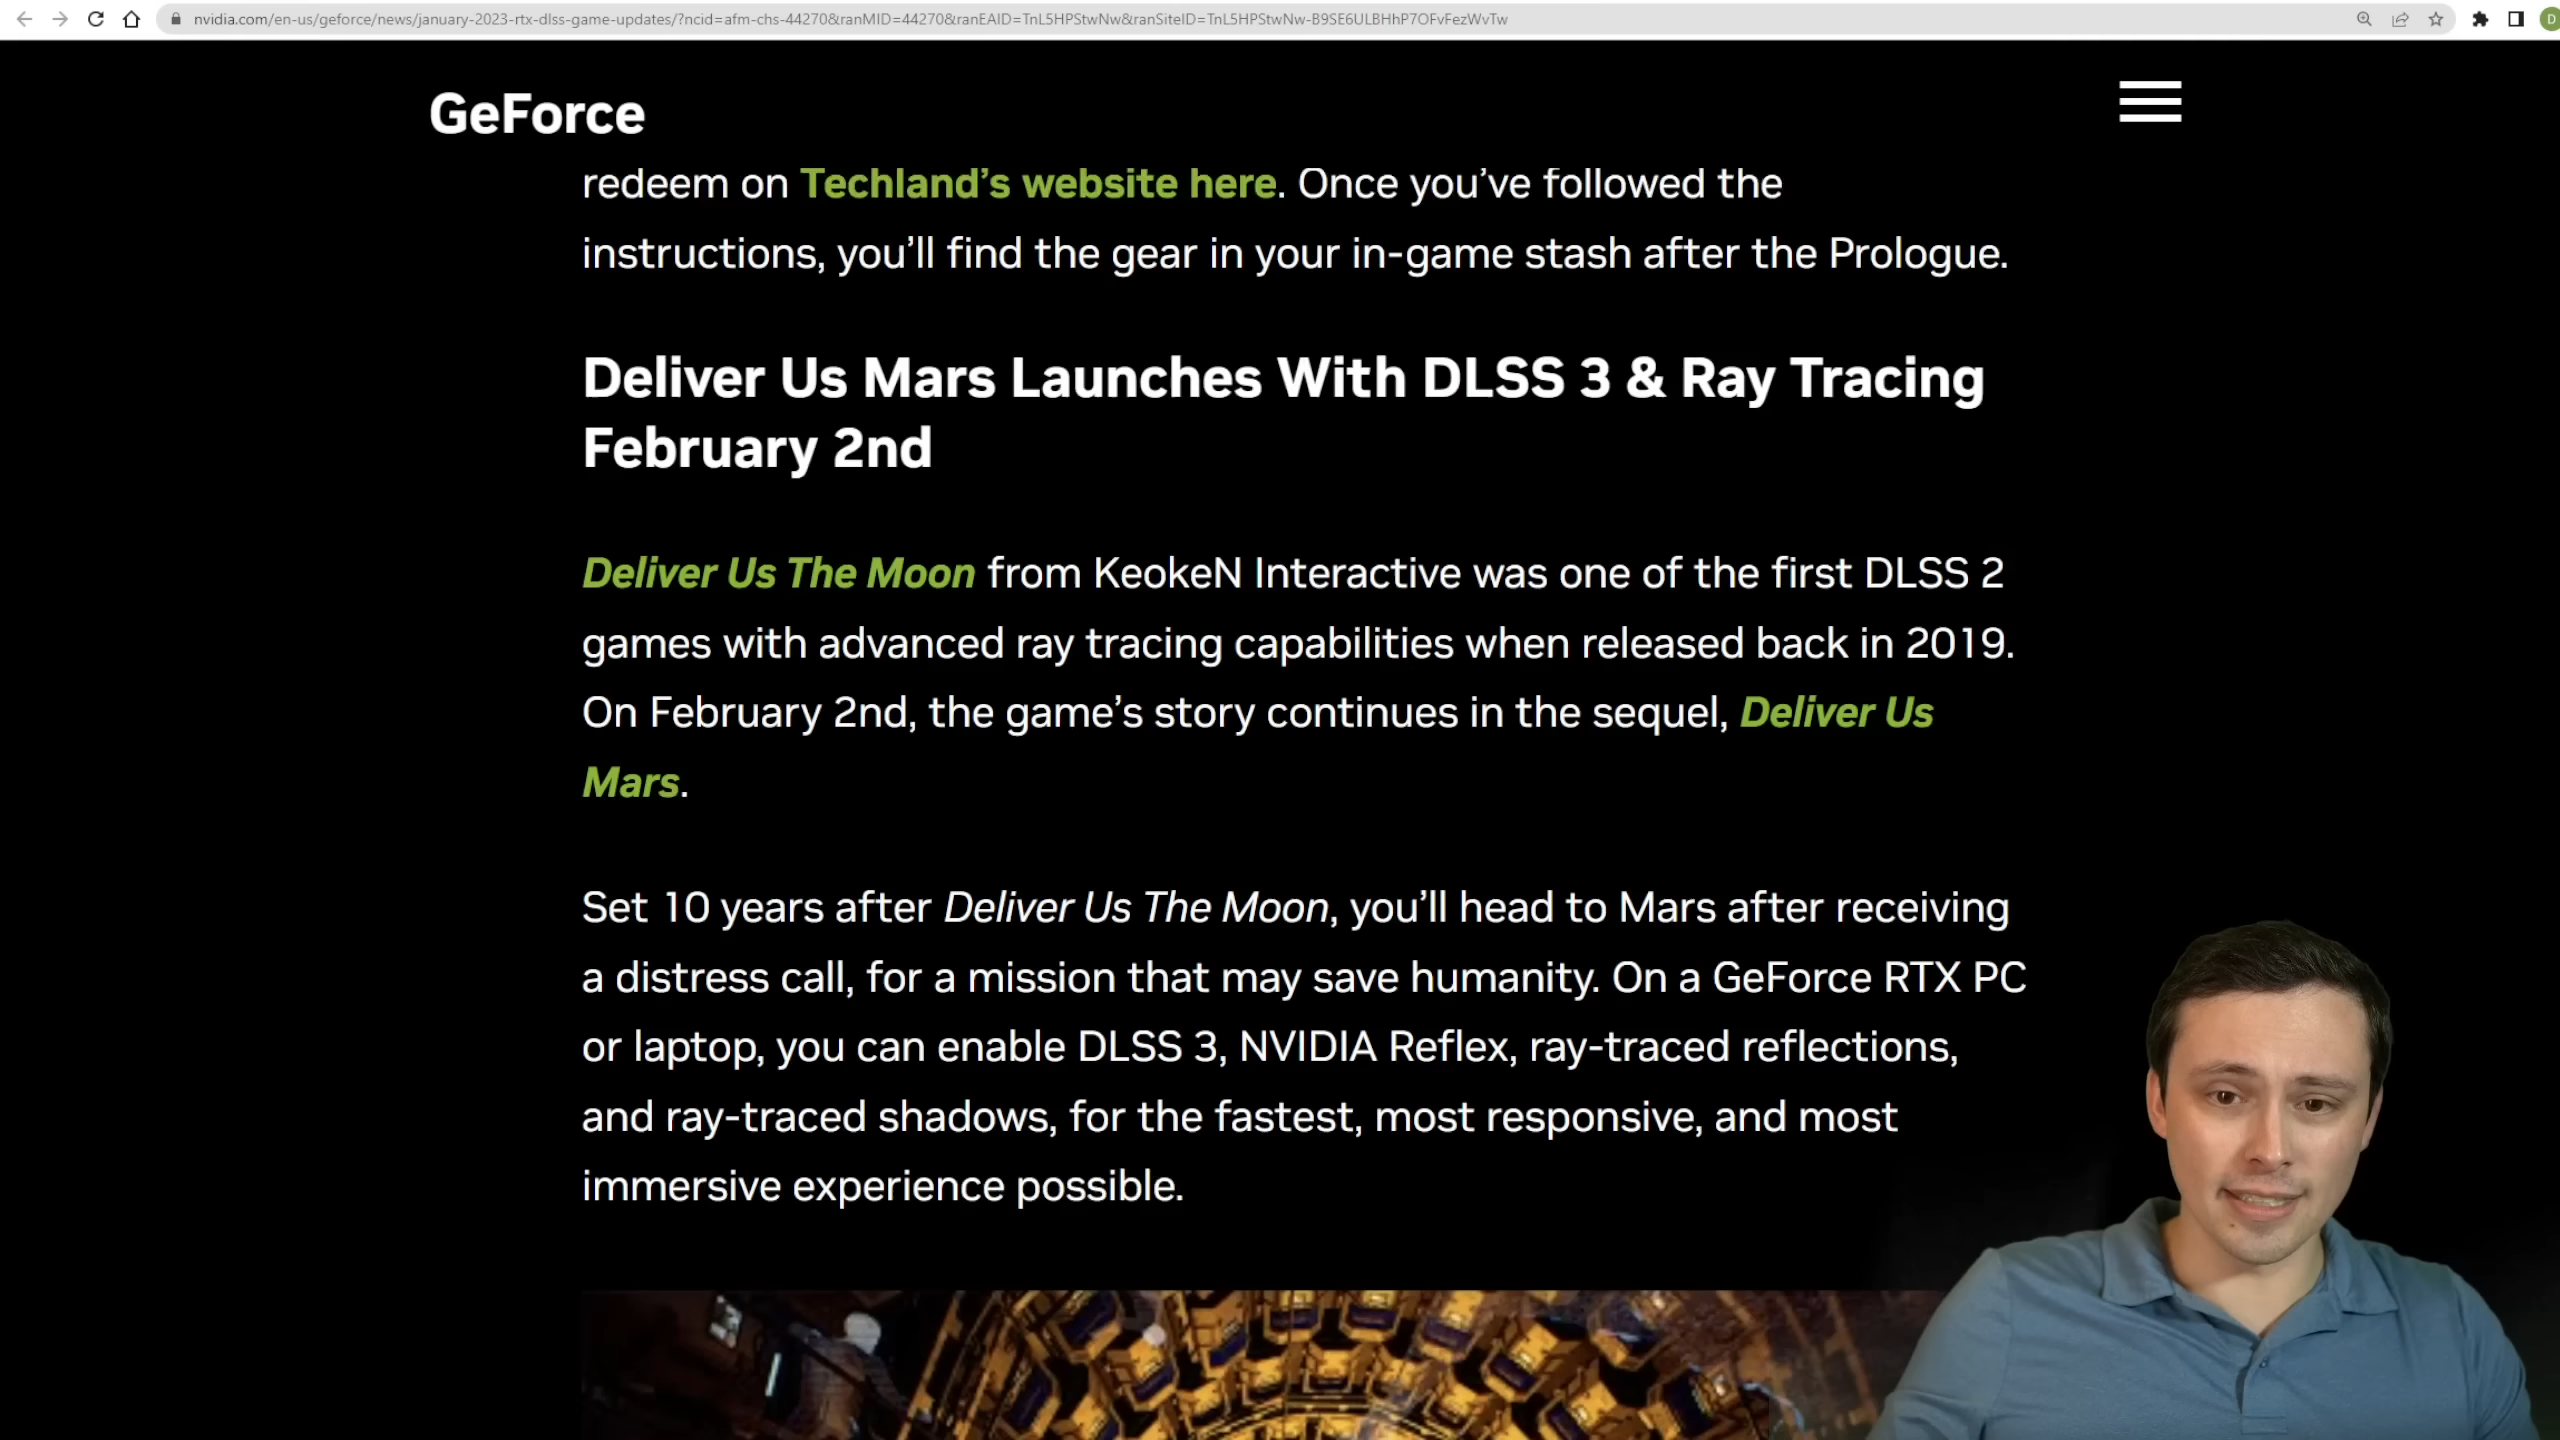 nvidia.com/en-us/geforce/news/january-2023-rtx-dlss-game-updates/?ncid=afm-chs-44270&ranMID=44270&ranEAID=TnL5HPStwNw&ranSiteID=TnL5HPStwNw-B9SE6ULBHhP7OFvFezWvTw
D
GeForce
redeem on Techland’s website here. Once you’ve followed the
instructions, you’ll find the gear in your in-game stash after the Prologue.
Deliver Us Mars Launches With DLSS 3 & Ray Tracing
February 2nd
Deliver Us The Moon from KeokeN Interactive was one of the first DLSS 2
games with advanced ray tracing capabilities when released back in 2019.
On February 2nd, the game’s story continues in the sequel, Deliver Us
Mars.
Set 10 years after Deliver Us The Moon, you’ll head to Mars after receiving
a distress call, for a mission that may save humanity. On a GeForce RTX PC
or laptop, you can enable DLSS 3, NVIDIA Reflex, ray-traced reflections,
and ray-traced shadows, for the fastest, most responsive, and most
immersive experience possible.